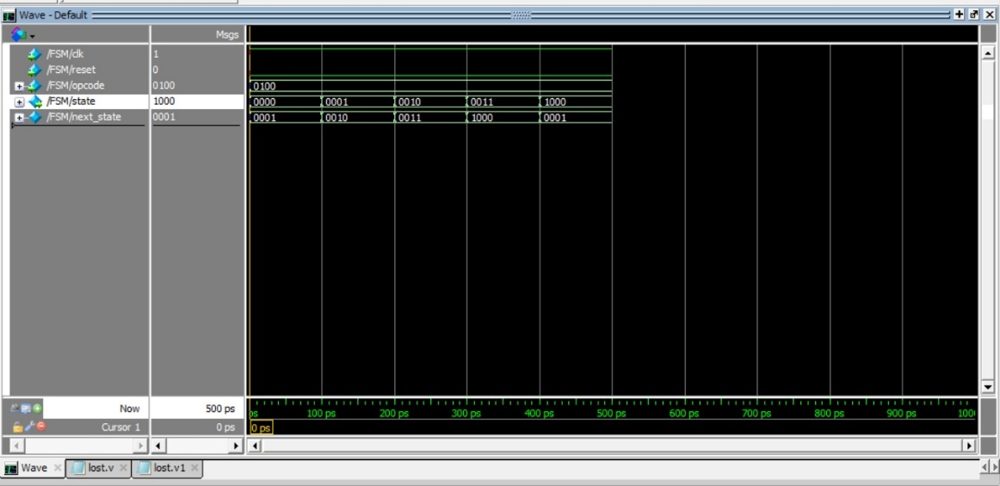 Wave - Default
Msgs
/FSM/clk 1
/FSM/reset 0
/FSM/opcode 0100 0100
/FSM/state 1000 0000 0001 0010 0011 1000
/FSM/next_state 0001 0001 0010 0011 1000 0001
Now 500 ps ps 100 ps 200 ps 300 ps 400 ps 500 ps 600 ps 700 ps 800 ps 900 ps 100
Cursor 1 0 ps 0 ps
Wave lost.v lost.v1